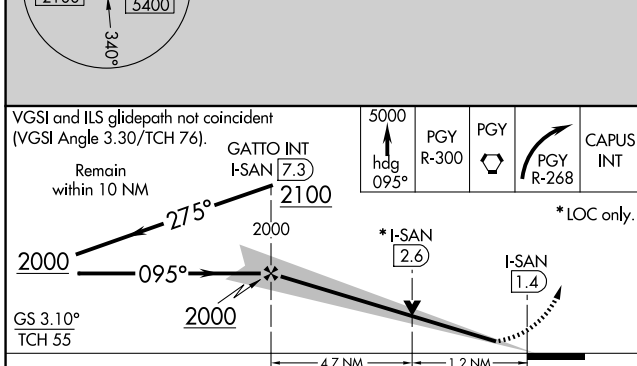 5400
340°
VGSI and ILS glidepath not coincident
(VGSI Angle 3.30/TCH 76).
Remain
within 10 NM
GATTO INT
I-SAN 7.3
2100
275°
2000
2000
095°
2000
GS 3.10°
TCH 55
5000
hdg
095°
PGY
R-300
PGY
PGY
R-268
CAPUS
INT
* LOC only.
* I-SAN
2.6
I-SAN
1.4
4.7 NM
1.2 NM